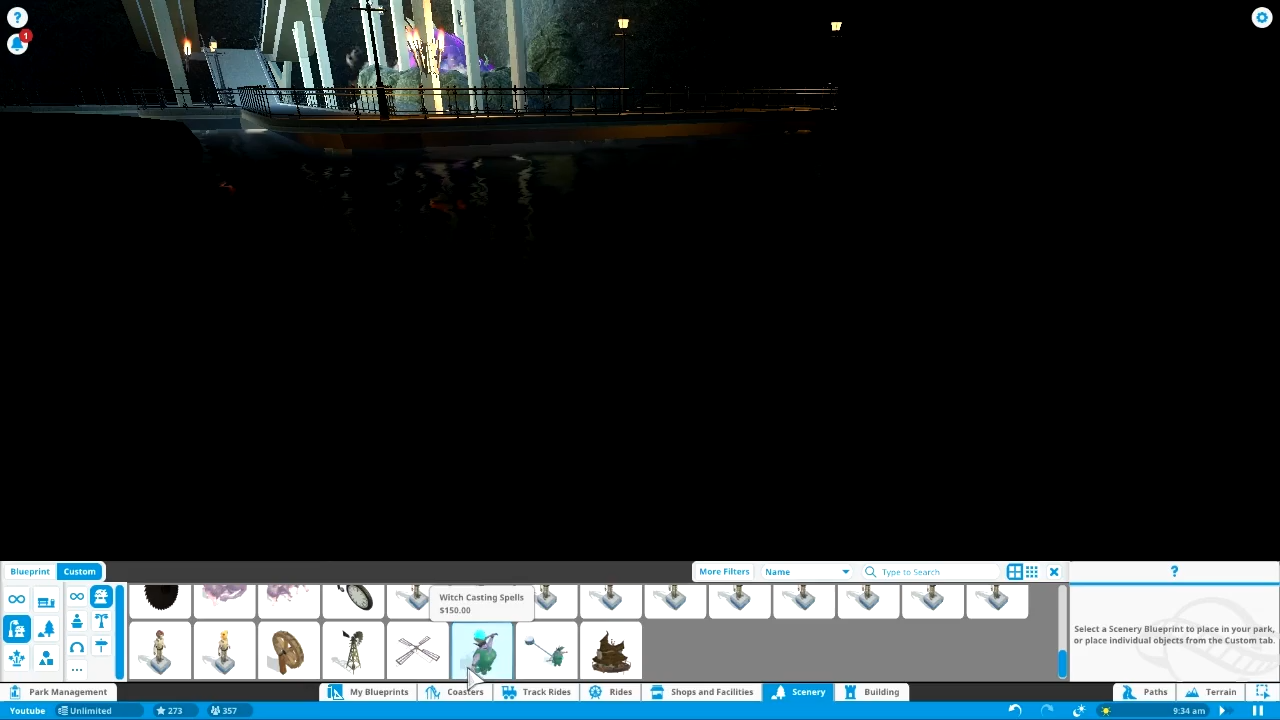 ?
1
Blueprint
Custom
More Filters
Name
Type to Search
?
Witch Casting Spells
$150.00
Select a Scenery Blueprint to place in your park,
or place individual objects from the Custom tab.
Park Management
My Blueprints
Coasters
Track Rides
Rides
Shops and Facilities
Scenery
Building
Paths
Terrain
Youtube
Unlimited
273
357
9:34 am